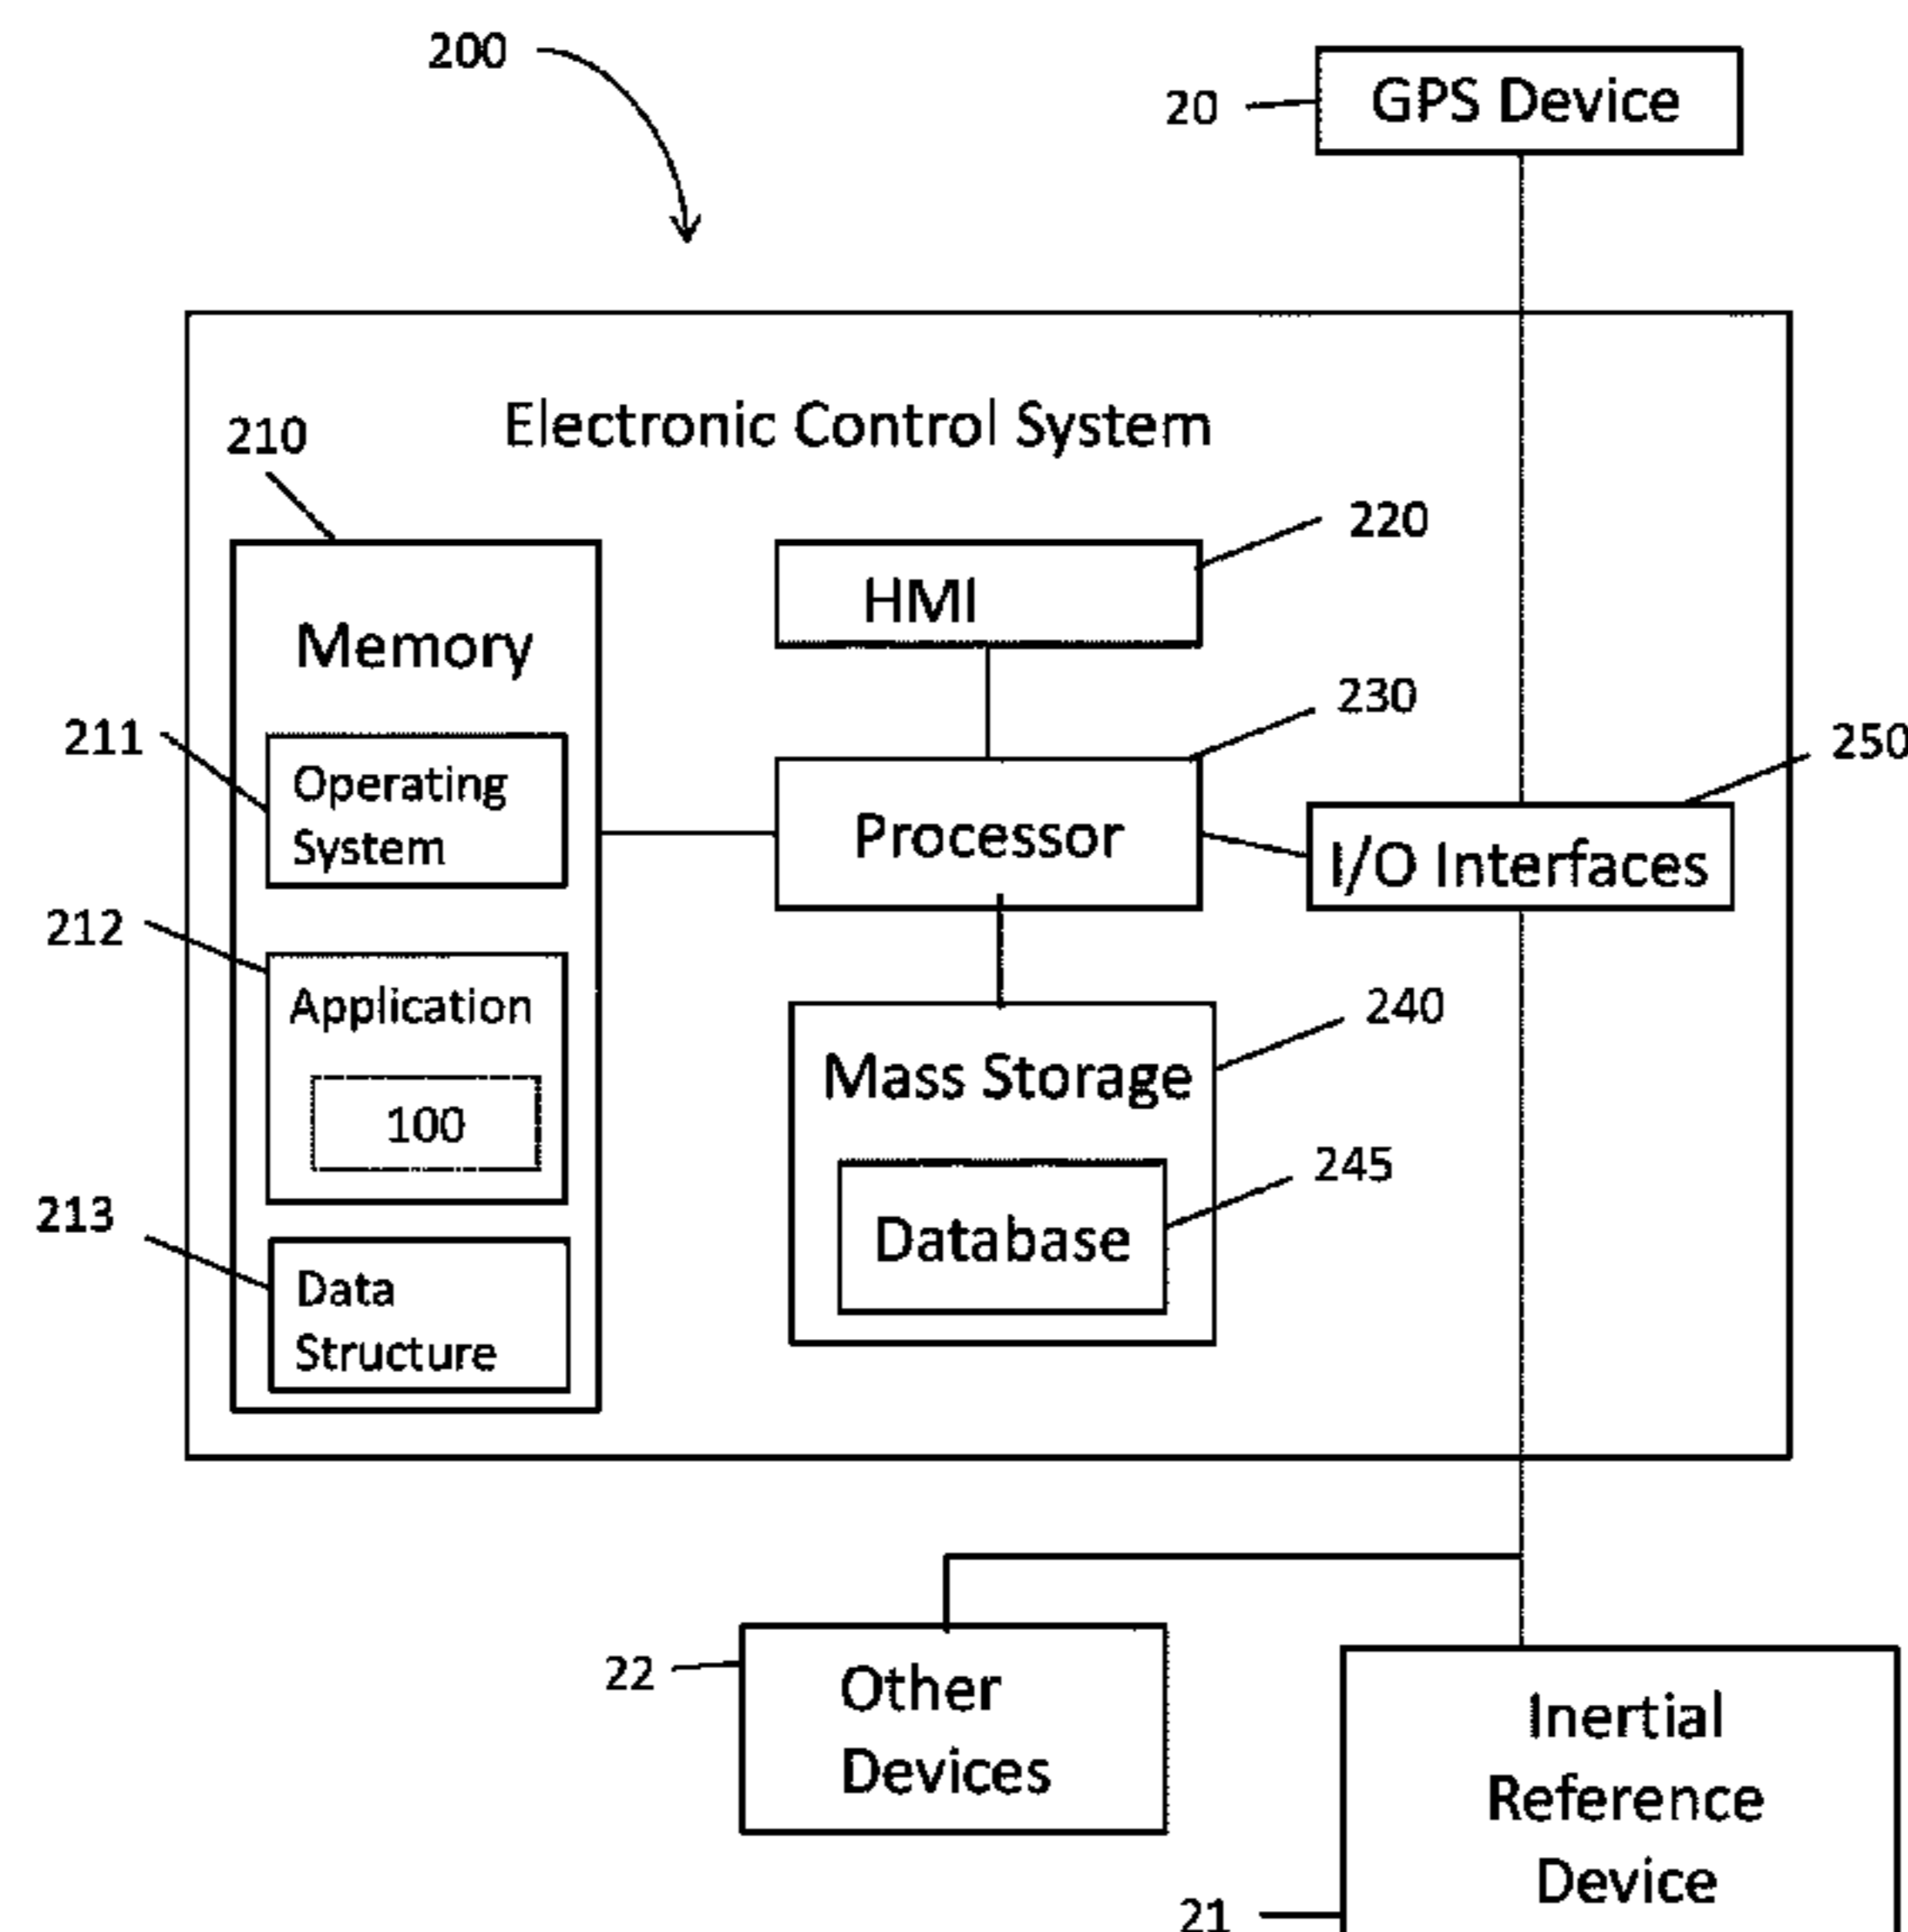 200
20
GPS Device
Electronic Control System
210
220
HMI
Memory
230
211
250
Operating
System
Processor
I/O Interfaces
212
Application
240
Mass Storage
100
245
213
Database
Data
Structure
22
Other
Devices
Inertial
Reference
Device
21